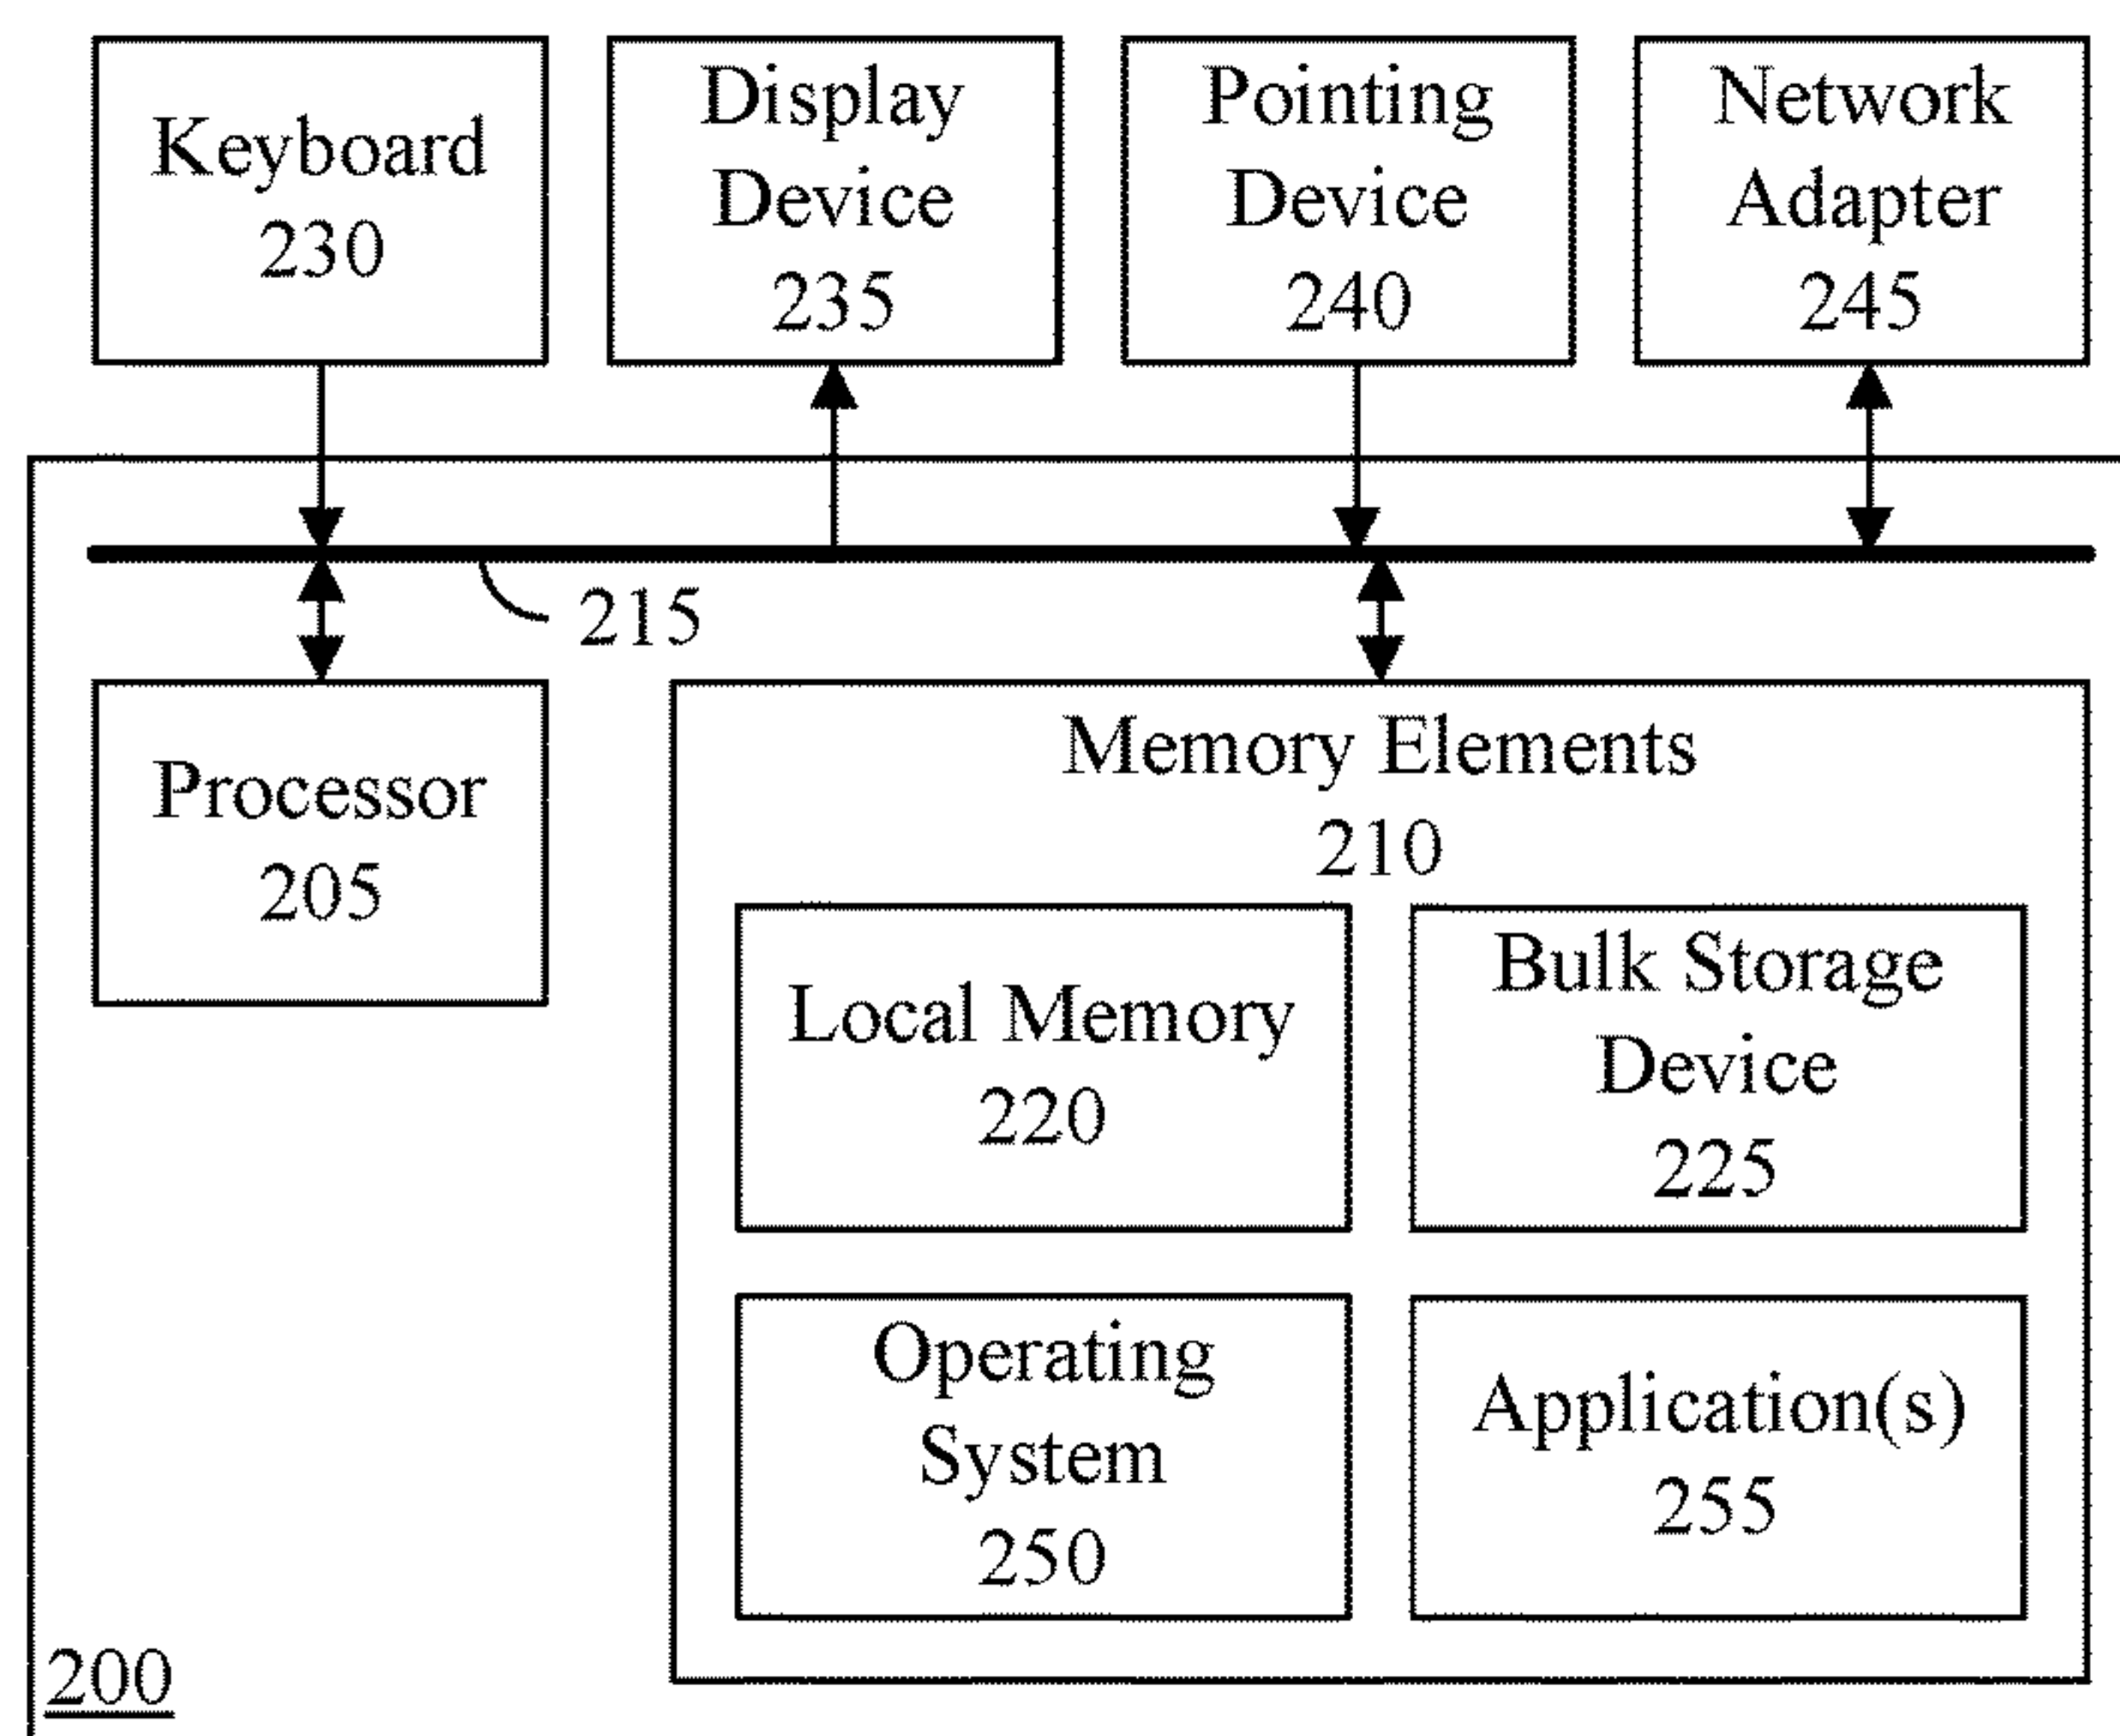 Keyboard
230
Display
Device
235
Pointing
Device
240
Network
Adapter
245
215
Processor
205
Memory Elements
210
Local Memory
220
Bulk Storage
Device
225
Operating
System
250
Application(s)
255
200